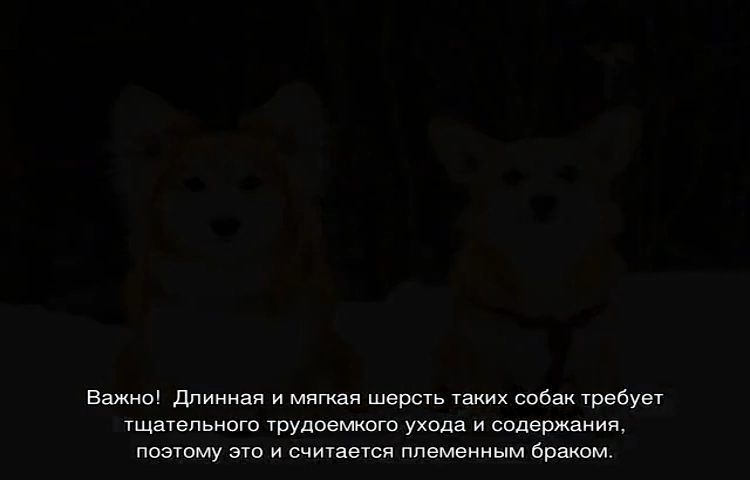 Важно! Длинная и мягкая шерсть таких собак требует
тщательного трудоемкого ухода и содержания,
поэтому это и считается племенным браком.